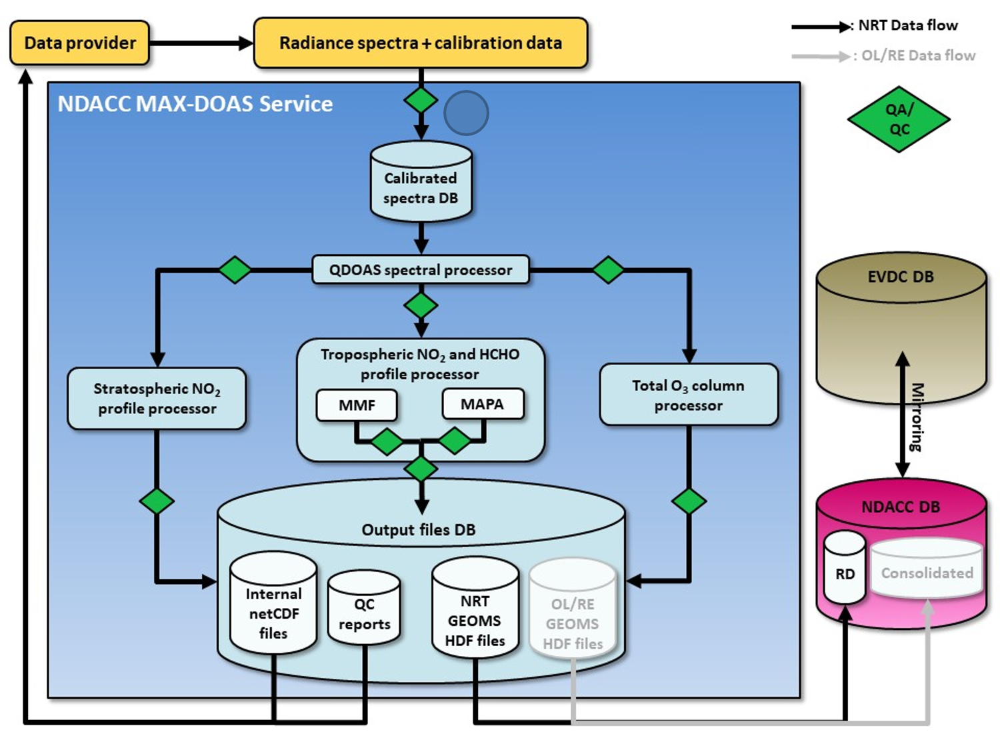 Data provider
Radiance spectra + calibration data
: NRT Data flow
: OL/RE Data flow
QA/
QC
NDACC MAX-DOAS Service
Calibrated
spectra DB
QDOAS spectral processor
EVDC DB
Tropospheric NO₂ and HCHO
profile processor
MMF
MAPA
Stratospheric NO₂
profile processor
Total O₃ column
processor
Mirroring
NDACC DB
RD
Consolidated
Output files DB
Internal
netCDF
files
QC
reports
NRT
GEOMS
HDF files
OL/RE
GEOMS
HDF files